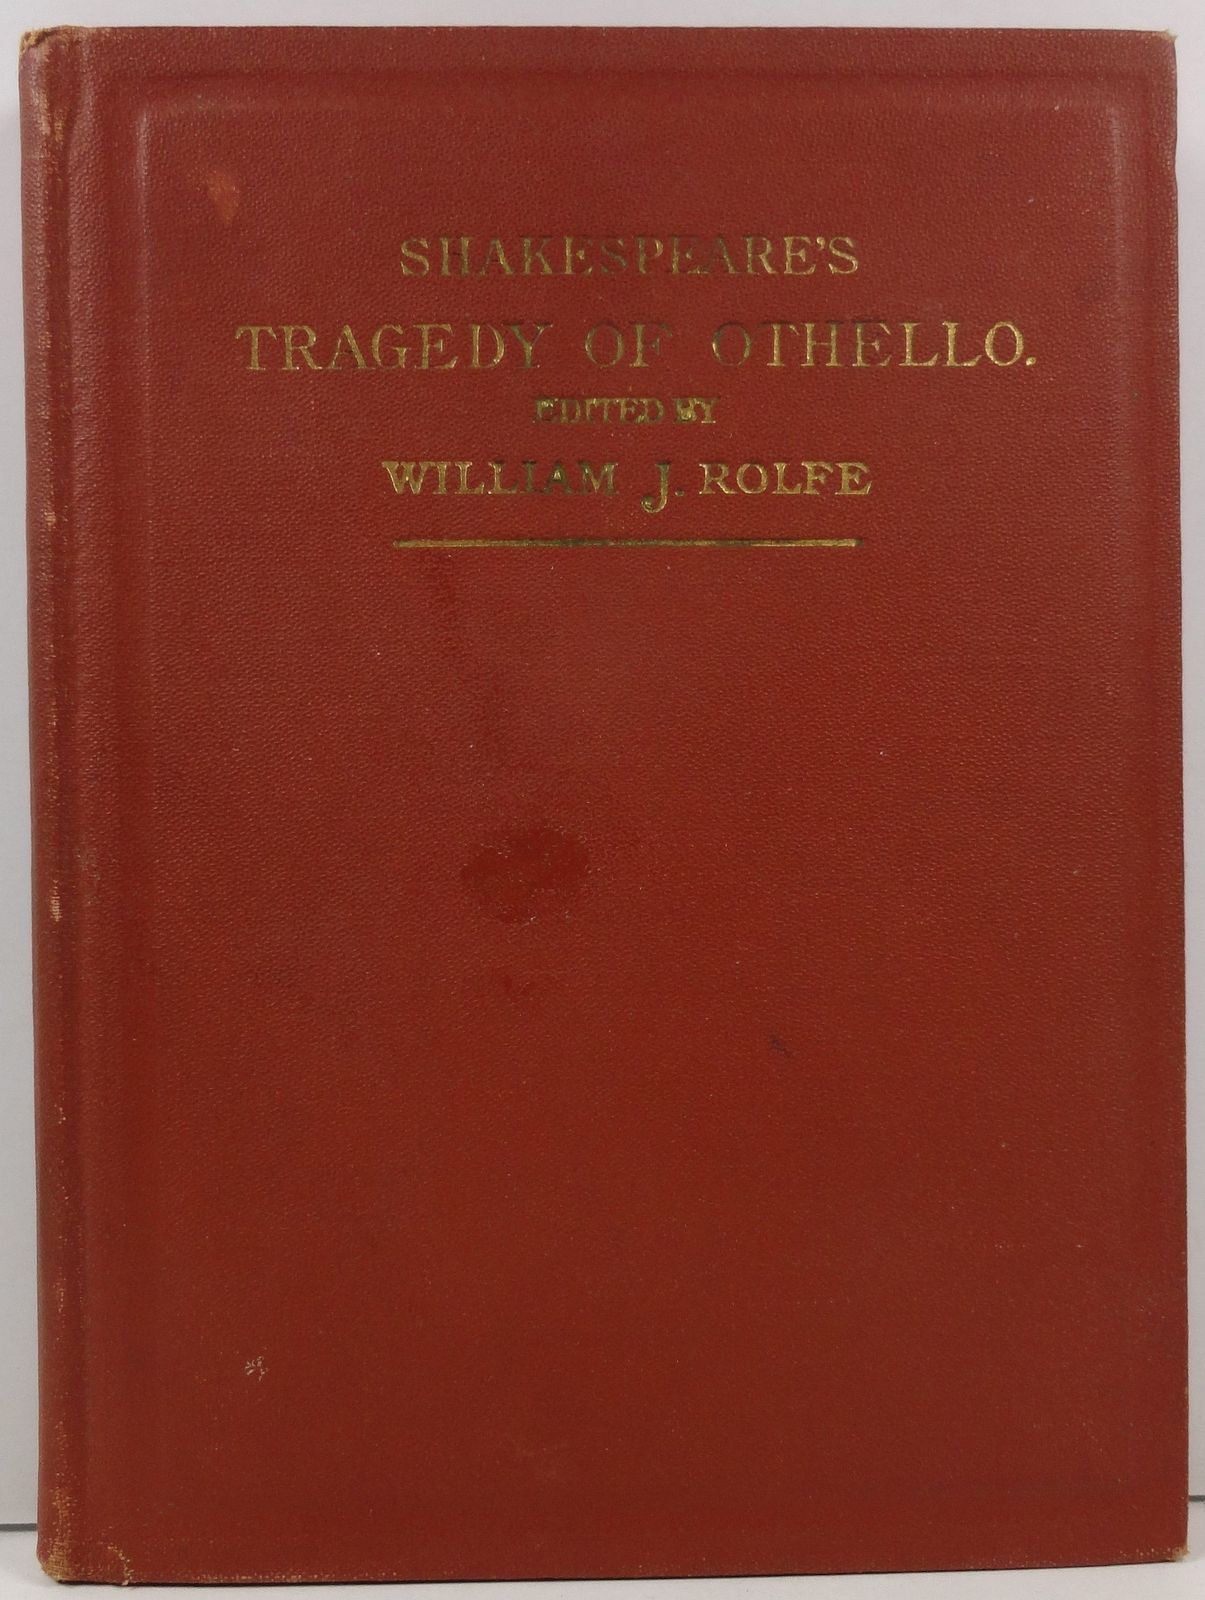 SHAKESPEARE'S
TRAGEDY OF OTHELLO.
EDITED BY
WILLIAM J. ROLFE